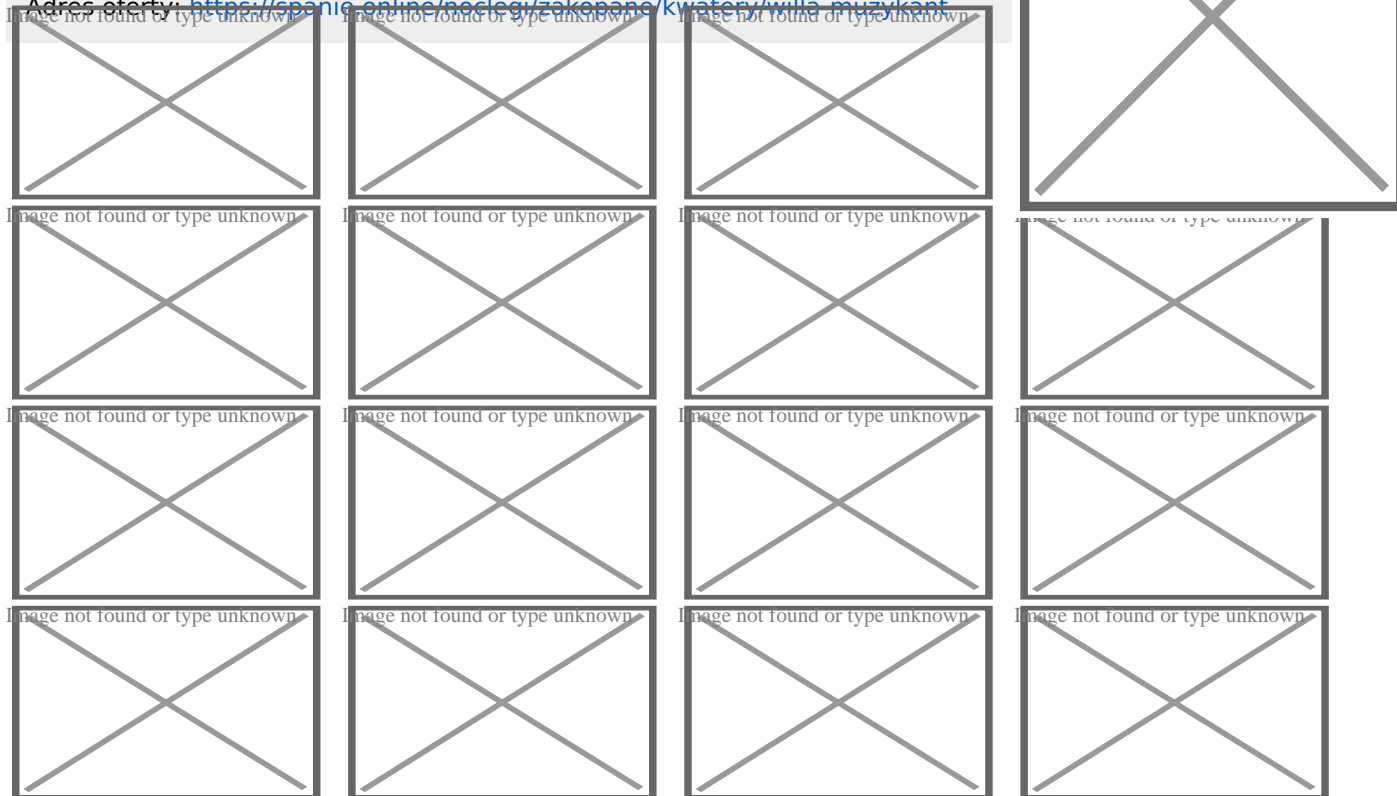 Adres oferty: https://spanie.online/noclegi/zakopane/kwatery/willa-muzykant
Image not found or type unknown Image not found or type unknown Image not found or type unknown
Image not found or type unknown Image not found or type unknown Image not found or type unknown Image not found or type unknown
Image not found or type unknown Image not found or type unknown Image not found or type unknown Image not found or type unknown
Image not found or type unknown Image not found or type unknown Image not found or type unknown Image not found or type unknown